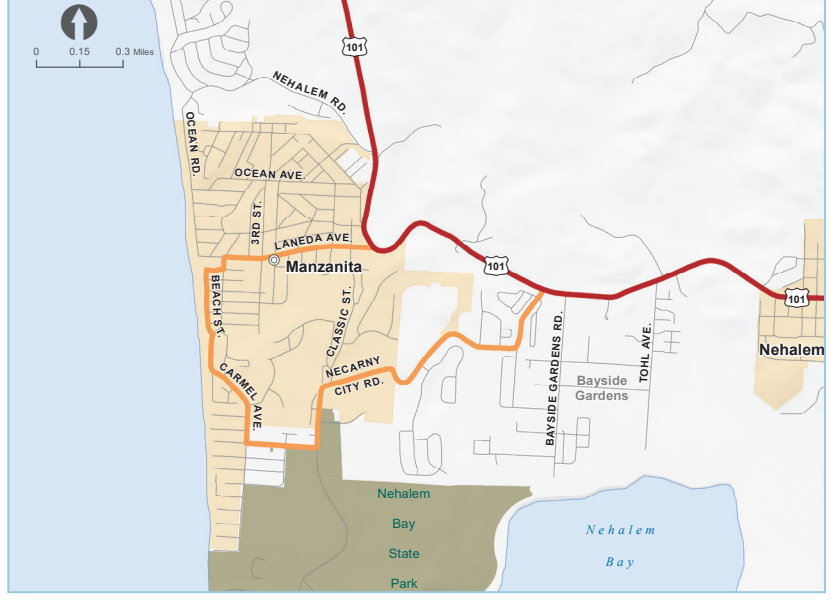 0 0.15 0.3 Miles
101
NEHALEM RD.
OCEAN RD.
OCEAN AVE.
3RD ST.
LANEDA AVE.
Manzanita
101
101
BEACH ST.
CLASSIC ST.
NECARNY
CITY RD.
CARMEL AVE.
BAYSIDE GARDENS RD.
TOHL AVE.
Nehalem
Bayside
Gardens
Nehalem
Bay
State
Park
Nehalem
Bay